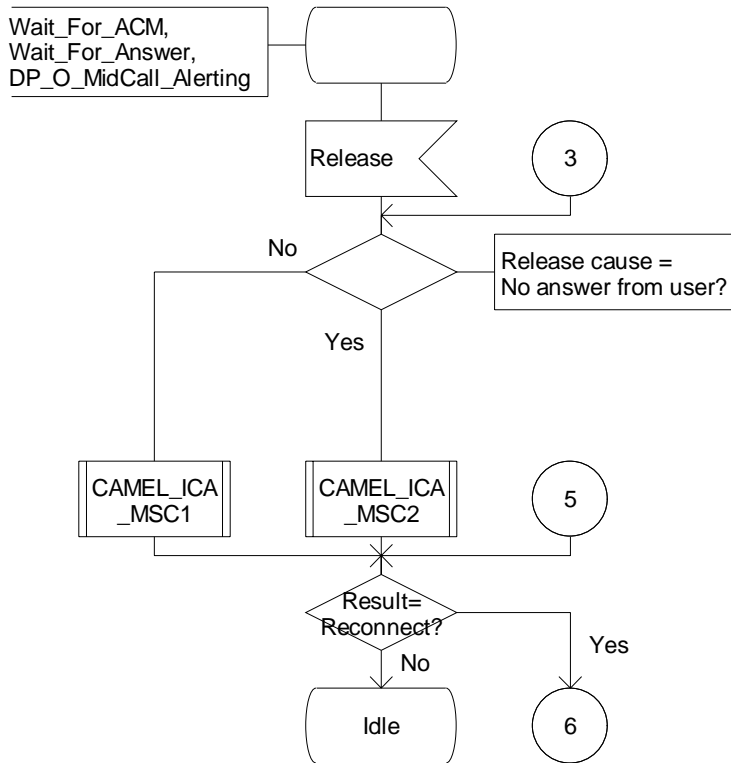 Wait_For_ACM,
Wait_For_Answer,
DP_O_MidCall_Alerting
Release
3
No
Release cause =
No answer from user?
Yes
CAMEL_ICA
_MSC1
CAMEL_ICA
_MSC2
5
Result=
Reconnect?
Yes
No
Idle
6